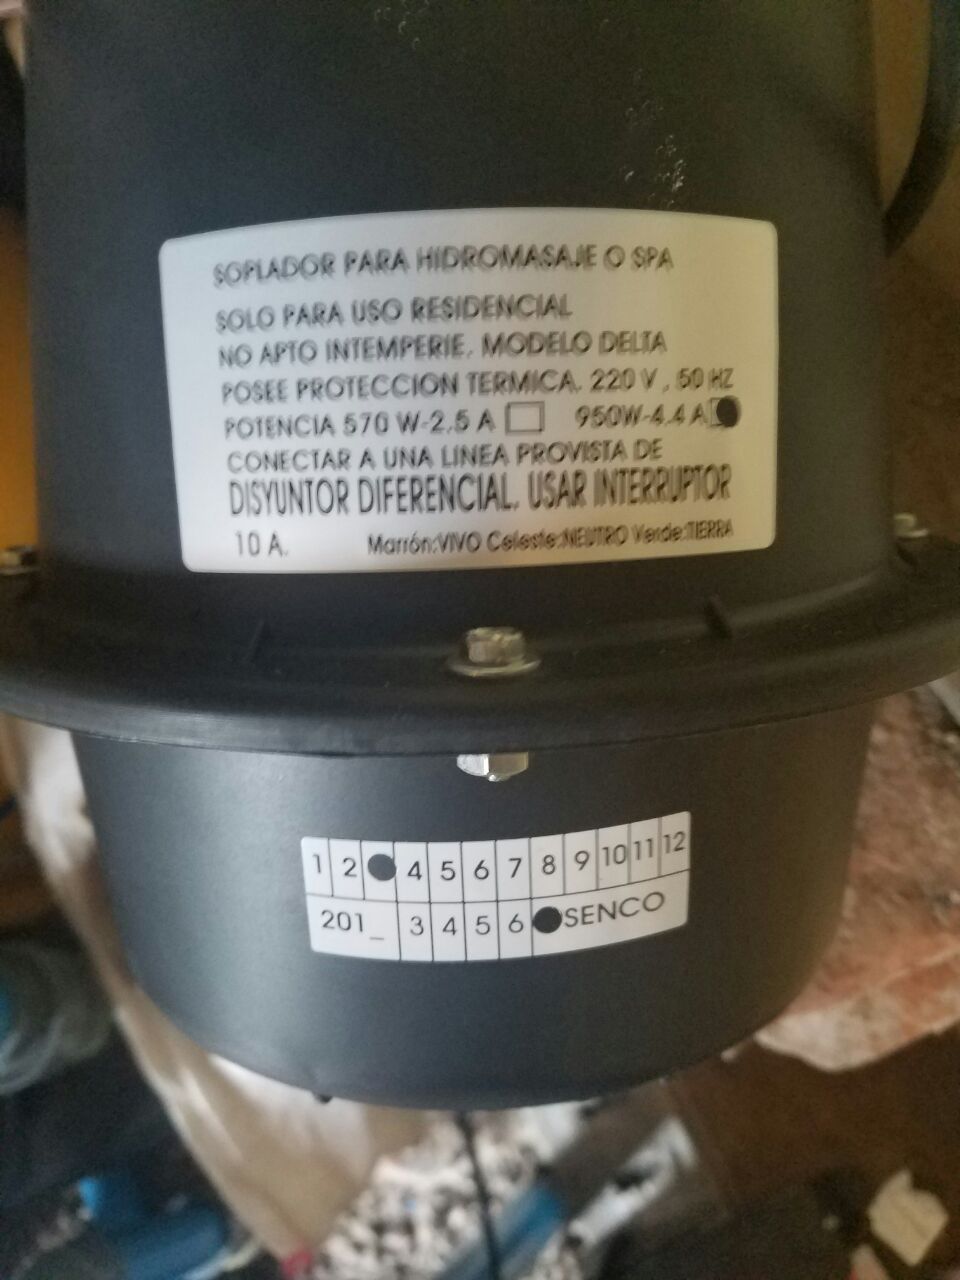 SOPLADOR PARA HIDROMASAJE O SPA
SOLO PARA USO RESIDENCIAL
NO APTO INTEMPERIE. MODELO DELTA
POSEE PROTECCION TERMICA. 220 V , 50 HZ
POTENCIA 570 W-2.5 A 950W-4.4 A
CONECTAR A UNA LINEA PROVISTA DE
DISYUNTOR DIFERENCIAL. USAR INTERRUPTOR
10 A. Marrón:VIVO Celeste:NEUTRO Verde:TIERRA
1 2 4 5 6 7 8 9 10 11 12
201_ 3 4 5 6 SENCO